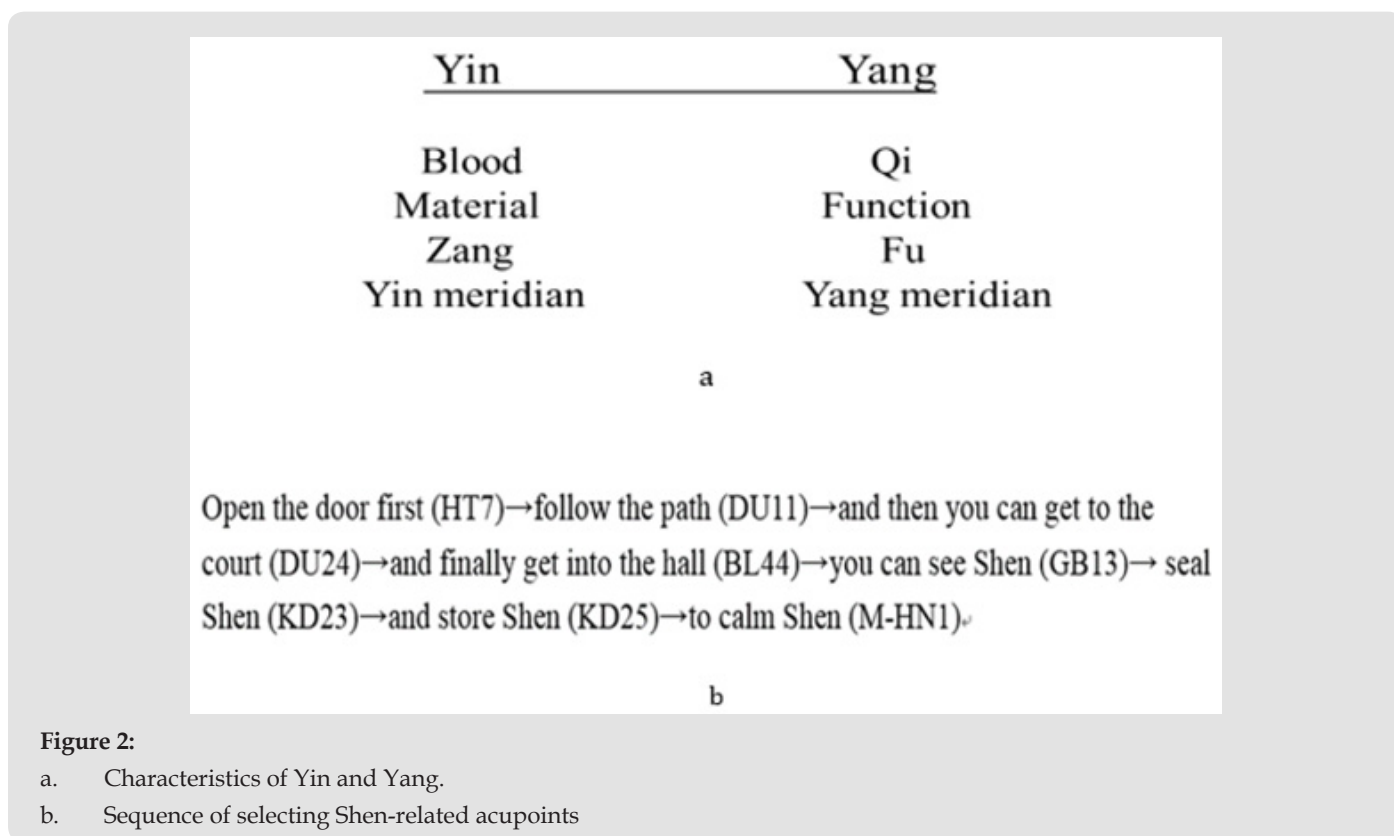 Yin Yang
Blood Qi
Material Function
Zang Fu
Yin meridian Yang meridian
a
Open the door first (HT7)→follow the path (DU11)→and then you can get to the
court (DU24)→and finally get into the hall (BL44)→you can see Shen (GB13)→ seal
Shen (KD23)→and store Shen (KD25)→to calm Shen (M-HN1)↵
b
Figure 2:
a. Characteristics of Yin and Yang.
b. Sequence of selecting Shen-related acupoints